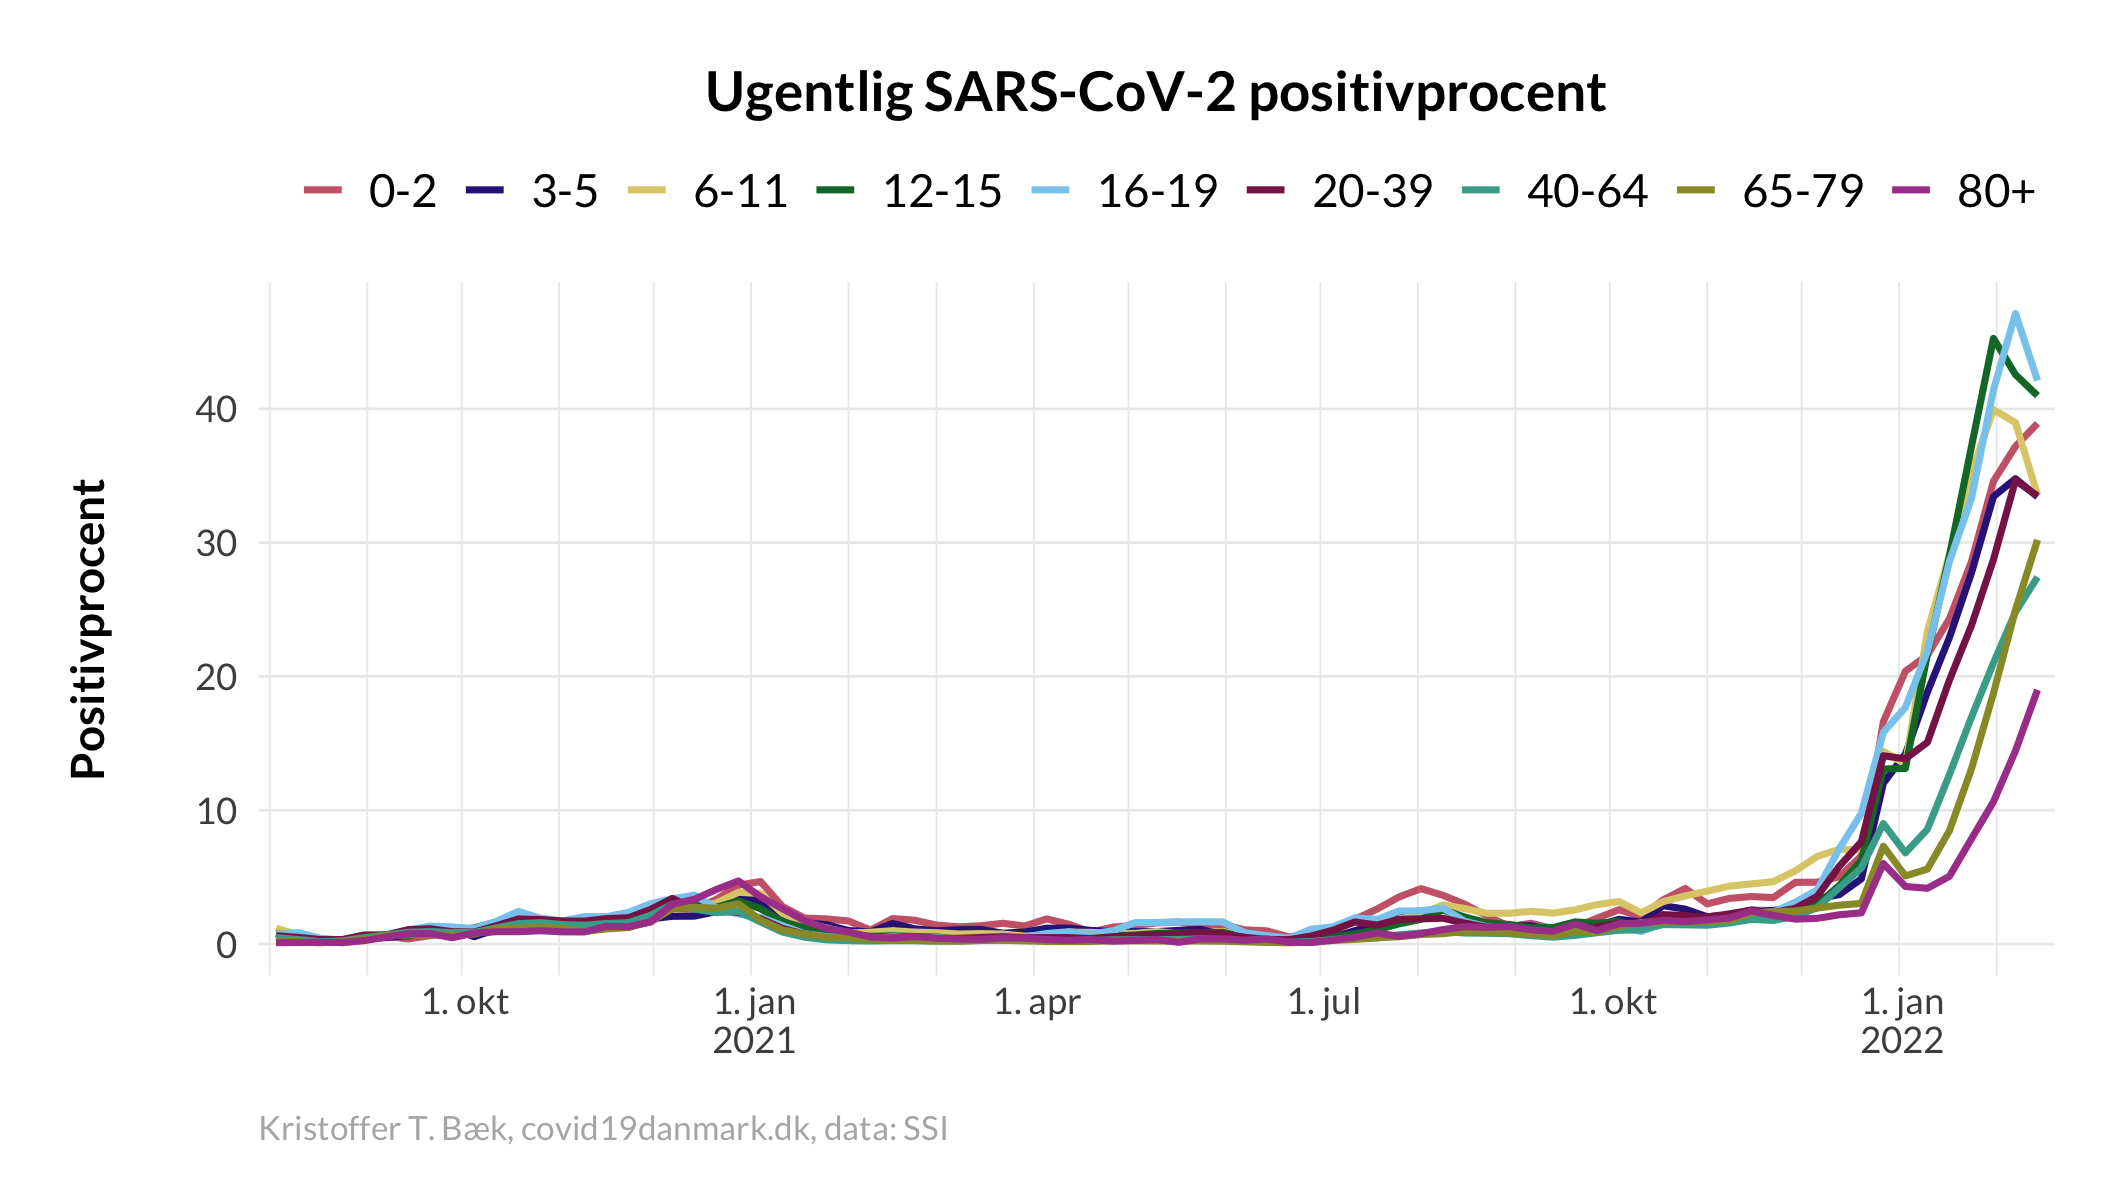 Ugentlig SARS-CoV-2 positivprocent
0-2 3-5 6-11 12-15 16-19 20-39 40-64 65-79 80+
Positivprocent
40
30
20
10
0
1. okt 1. jan 1. apr 1. jul 1. okt 1. jan
2021 2022
Kristoffer T. Bæk, covid19danmark.dk, data: SSI